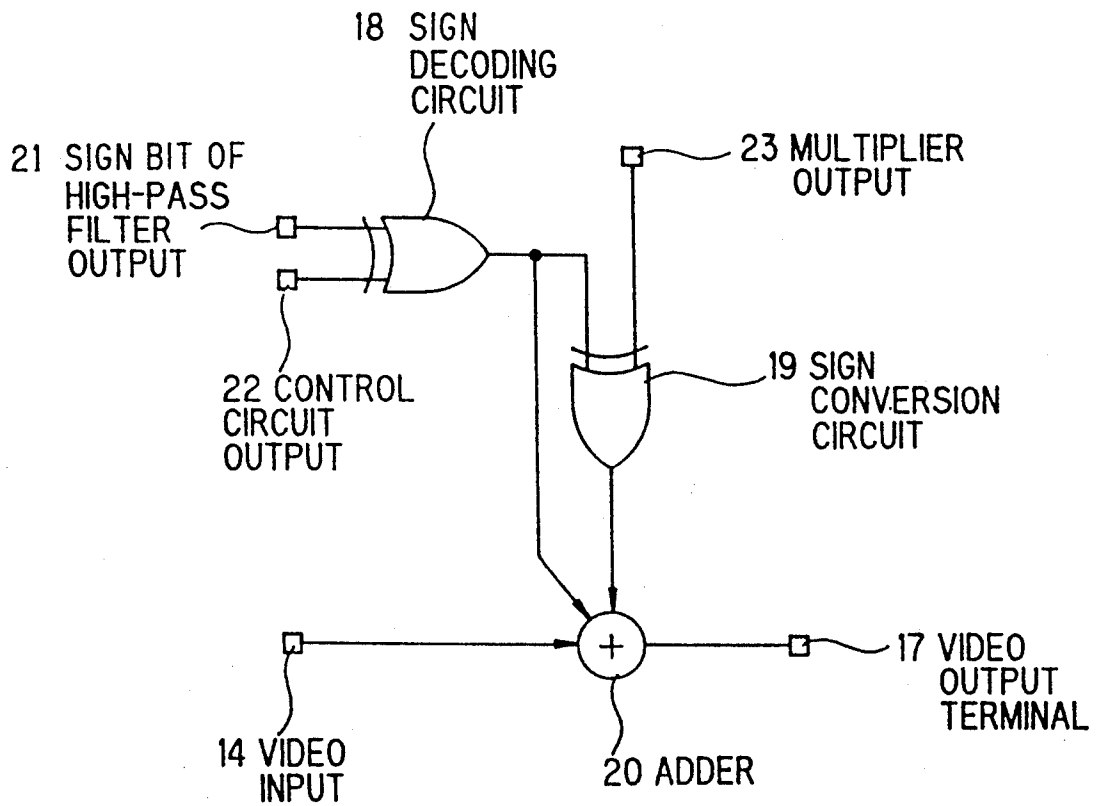 18 SIGN
DECODING
CIRCUIT
21 SIGN BIT OF
HIGH-PASS
FILTER
OUTPUT
23 MULTIPLIER
OUTPUT
22 CONTROL
CIRCUIT
OUTPUT
19 SIGN
CONVERSION
CIRCUIT
+
17 VIDEO
OUTPUT
TERMINAL
14 VIDEO
INPUT
20 ADDER